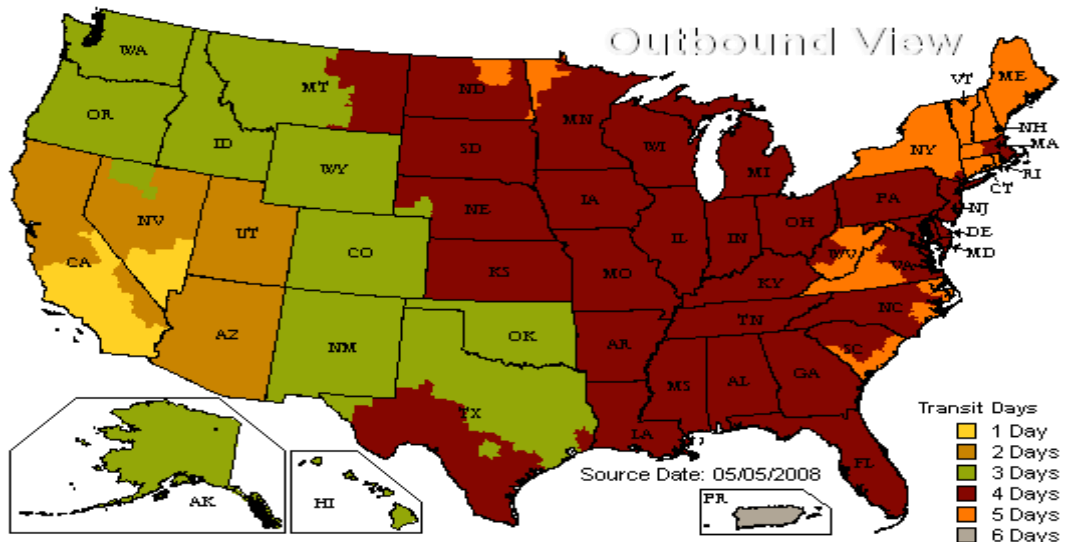 Outbound View
WA
MT
ND
MN
VT
ME
OR
ID
WY
SD
WI
MI
NY
NH
MA
RI
CT
NV
UT
CO
NE
IA
IL
IN
OH
PA
NJ
DE
MD
CA
KS
MO
KY
WV
VA
AZ
NM
OK
AR
TN
NC
SC
TX
LA
MS
AL
GA
FL
AK
HI
PR
Source Date: 05/05/2008
Transit Days
1 Day
2 Days
3 Days
4 Days
5 Days
6 Days